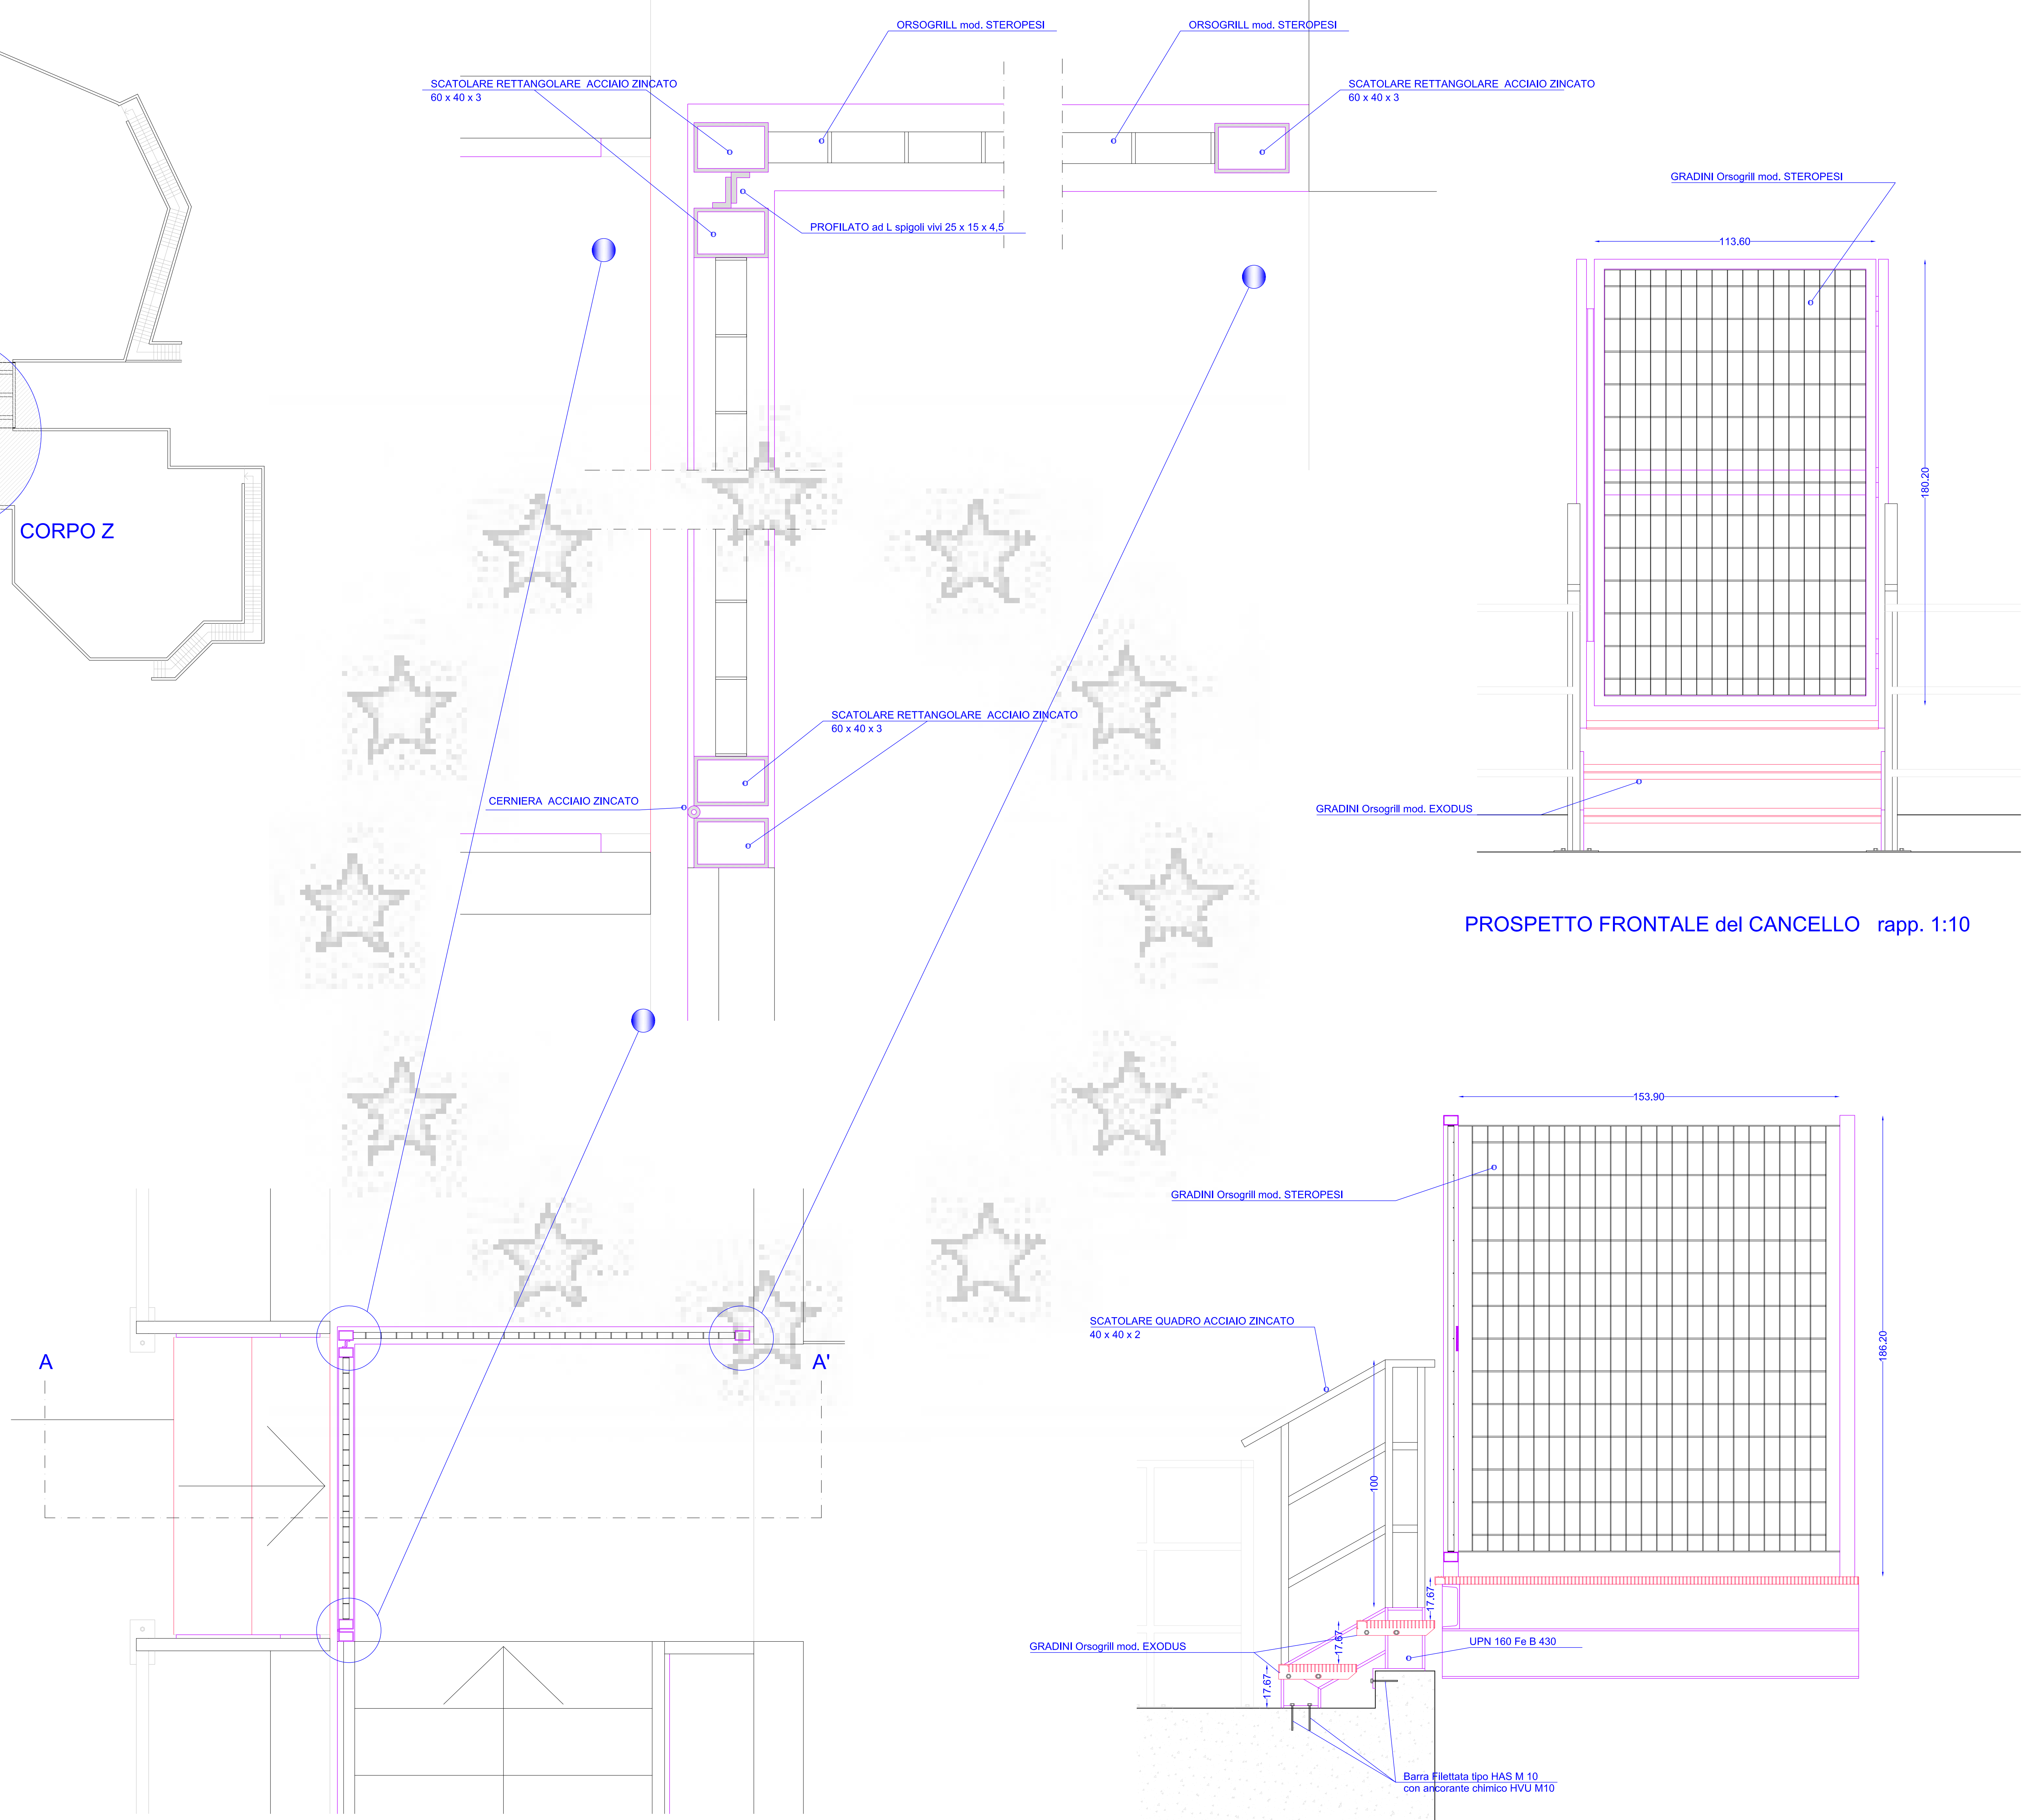 ORSOGRILL mod. STEROPESI
ORSOGRILL mod. STEROPESI
SCATOLARE RETTANGOLARE ACCIAIO ZINCATO
60 x 40 x 3
SCATOLARE RETTANGOLARE ACCIAIO ZINCATO
60 x 40 x 3
GRADINI Orsogrill mod. STEROPESI
PROFILATO ad L spigoli vivi 25 x 15 x 4,5
113.60
180.20
CORPO Z
SCATOLARE RETTANGOLARE ACCIAIO ZINCATO
60 x 40 x 3
CERNIERA ACCIAIO ZINCATO
GRADINI Orsogrill mod. EXODUS
PROSPETTO FRONTALE del CANCELLO rapp. 1:10
153.90
GRADINI Orsogrill mod. STEROPESI
SCATOLARE QUADRO ACCIAIO ZINCATO
40 x 40 x 2
186.20
A
A'
100
17.67
17.67
17.67
GRADINI Orsogrill mod. EXODUS
UPN 160 Fe B 430
Barra Filettata tipo HAS M 10
con ancorante chimico HVU M10